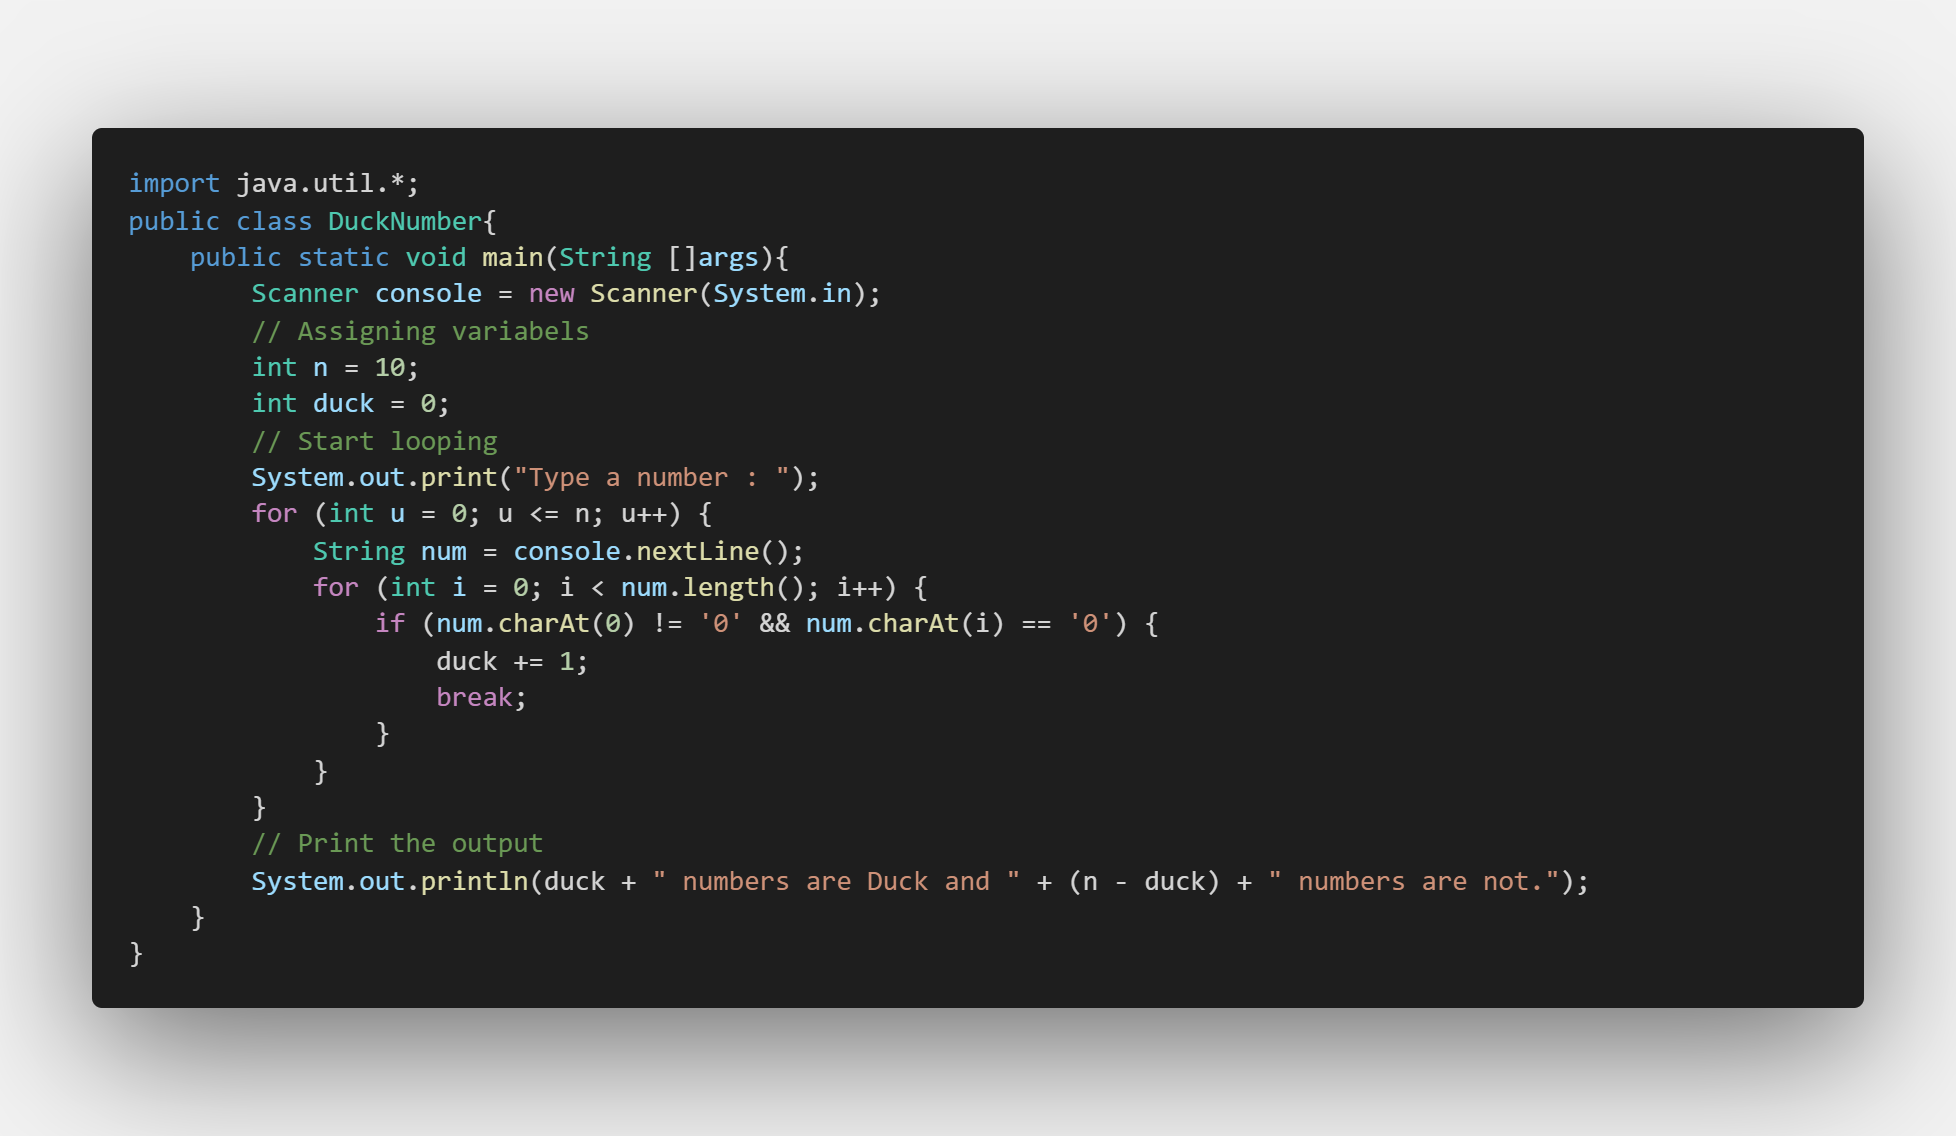 import java.util.*;
public class DuckNumber{
    public static void main(String []args){
        Scanner console = new Scanner(System.in);
        // Assigning variabels
        int n = 10;
        int duck = 0;
        // Start looping
        System.out.print("Type a number : ");
        for (int u = 0; u <= n; u++) {
            String num = console.nextLine();
            for (int i = 0; i < num.length(); i++) {
                if (num.charAt(0) != '0' && num.charAt(i) == '0') {
                    duck += 1;
                    break;
                }
            }
        }
        // Print the output
        System.out.println(duck + " numbers are Duck and " + (n - duck) + " numbers are not.");
    }
}